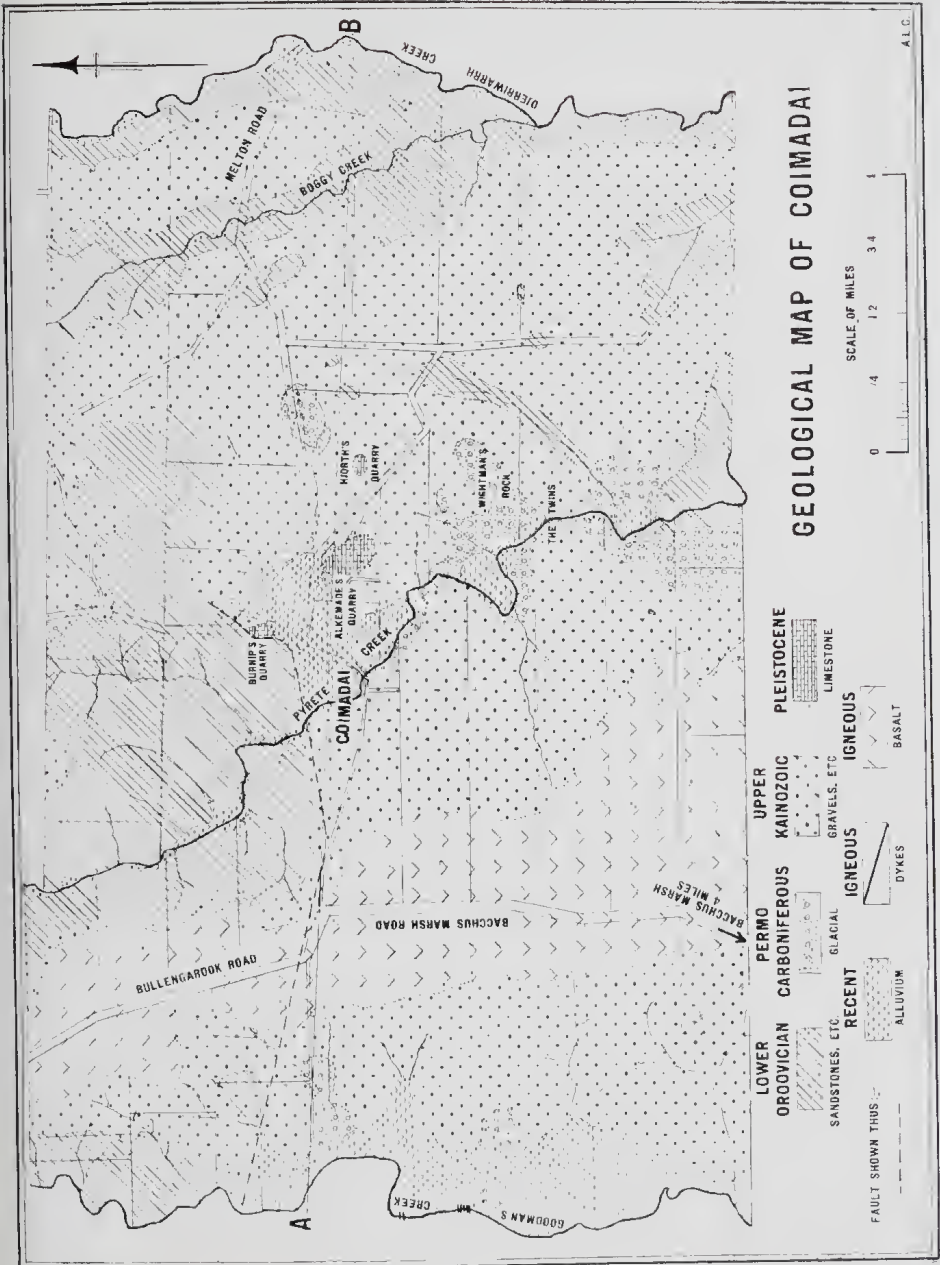 BULLENGAROOK ROAD
BACCHUS MARSH ROAD
BACCHUS MARSH
4 MILES
GOODMANS
CREEK
A
B
PYRETE
CREEK
COIMADAI
BURNIP'S
QUARRY
ALKEMADE'S
QUARRY
HJORTH'S
QUARRY
WIGHTMAN'S
ROCK
THE TWINS
MELTON ROAD
BOGGY CREEK
DJERRIWARRH
CREEK
LOWER
OROOVICIAN
SANDSTONES, ETC.
PERMO
CARBONIFEROUS
GLACIAL
UPPER
KAINOZOIC
GRAVELS, ETC
PLEISTOCENE
LIMESTONE
FAULT SHOWN THUS:-
RECENT
ALLUVIUM
IGNEOUS
DYKES
IGNEOUS
BASALT
GEOLOGICAL MAP OF COIMADAI
SCALE OF MILES
0 4 1 2 3 4 1
A L C.